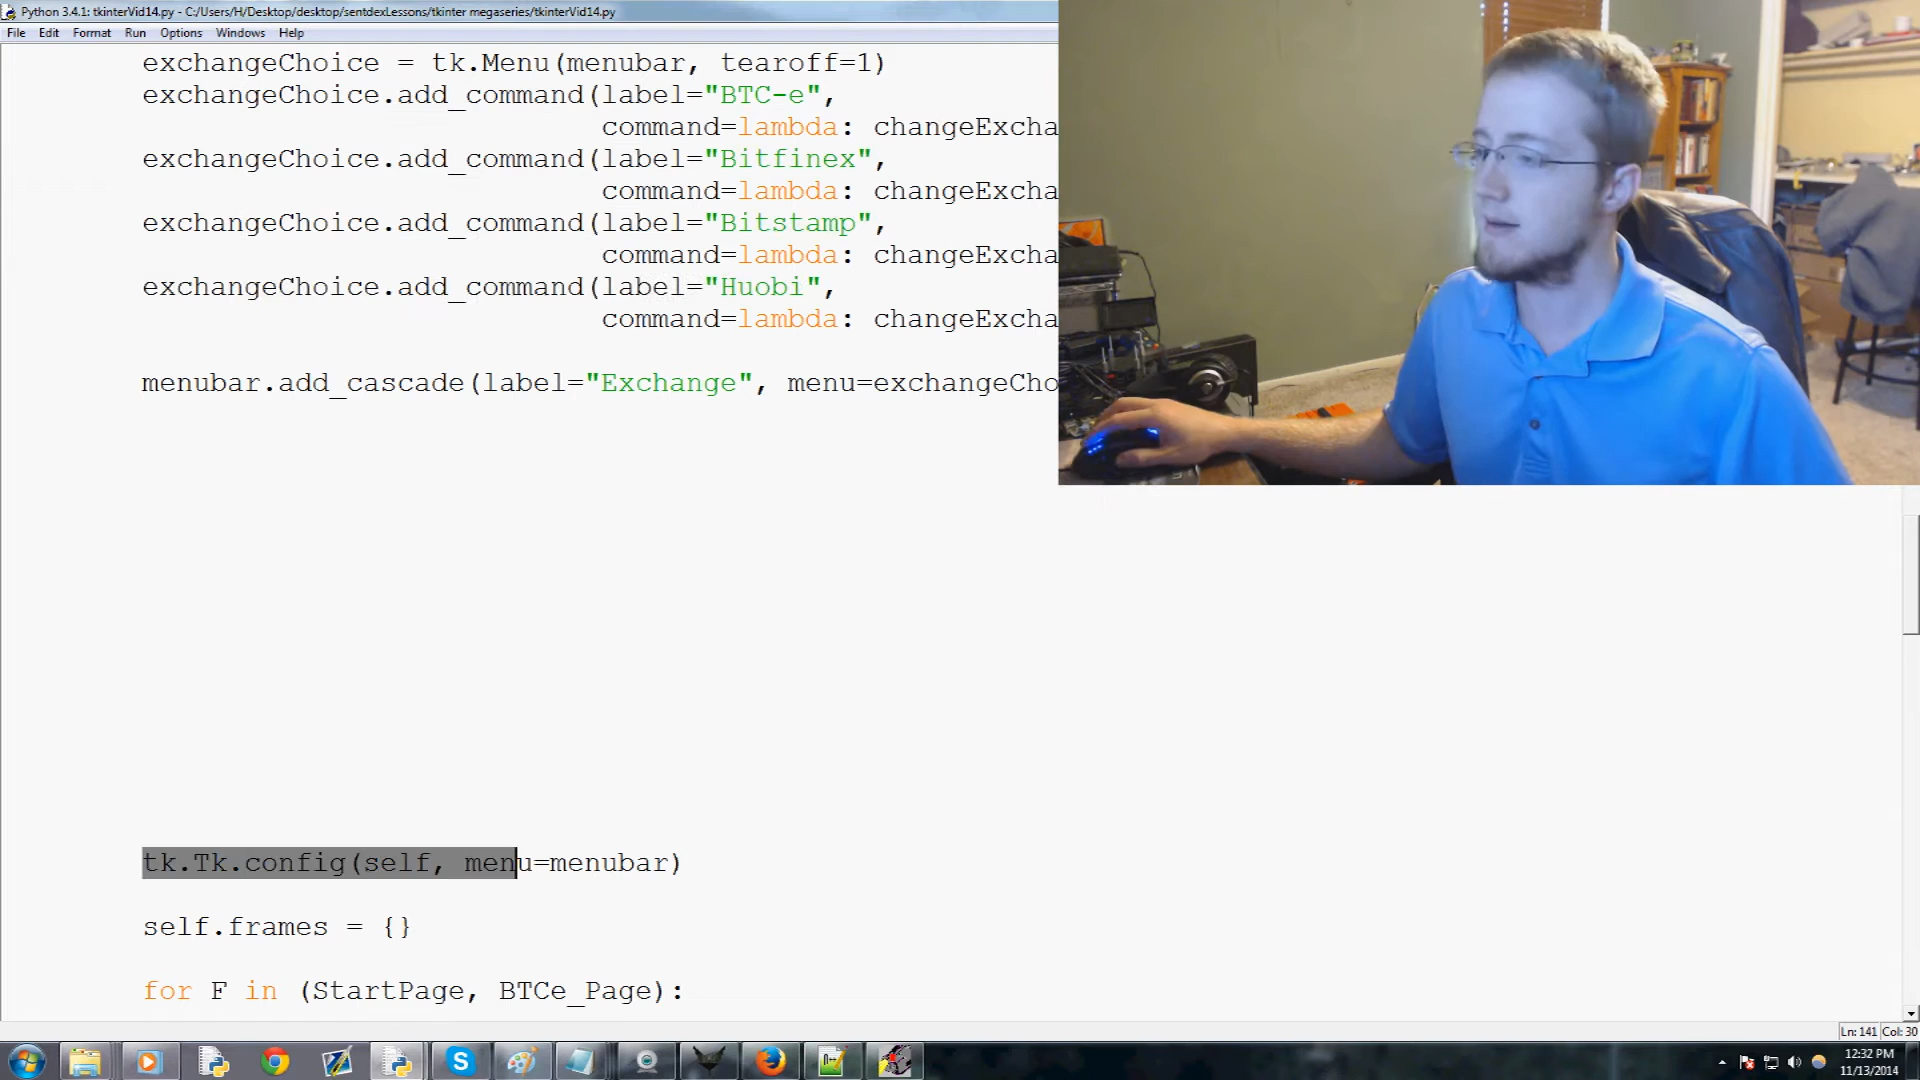 Python 3.4.1: tkinterVid14.py - C:/Users/H/Desktop/desktop/sentdexLessons/tkinter megaseries/tkinterVid14.py
File Edit Format Run Options Windows Help
exchangeChoice = tk.Menu(menubar, tearoff=1)
exchangeChoice.add_command(label="BTC-e",
command=lambda: changeExcha
exchangeChoice.add_command(label="Bitfinex",
command=lambda: changeExcha
exchangeChoice.add_command(label="Bitstamp",
command=lambda: changeExcha
exchangeChoice.add_command(label="Huobi",
command=lambda: changeExcha
menubar.add_cascade(label="Exchange", menu=exchangeCho
tk.Tk.config(self, menu=menubar)
self.frames = {}
for F in (StartPage, BTCe_Page):
Ln: 141 Col: 30
12:32 PM
11/13/2014